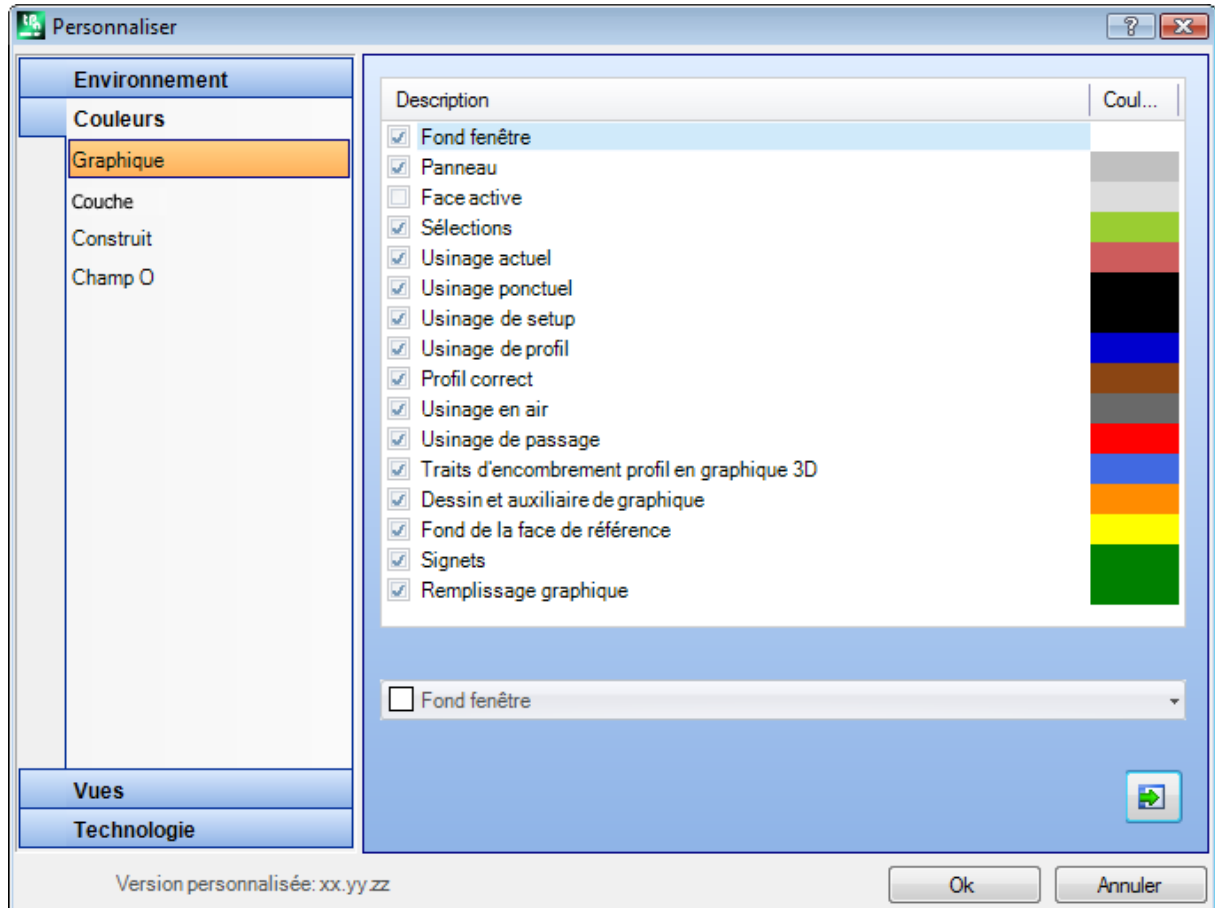 Personnaliser
Environnement
Couleurs
Graphique
Couche
Construit
Champ O
Vues
Technologie
Description Coul...
Fond fenêtre
Panneau
Face active
Sélections
Usinage actuel
Usinage ponctuel
Usinage de setup
Usinage de profil
Profil correct
Usinage en air
Usinage de passage
Traits d'encombrement profil en graphique 3D
Dessin et auxiliaire de graphique
Fond de la face de référence
Signets
Remplissage graphique
Fond fenêtre
Version personnalisée: xx.yy.zz
Ok Annuler